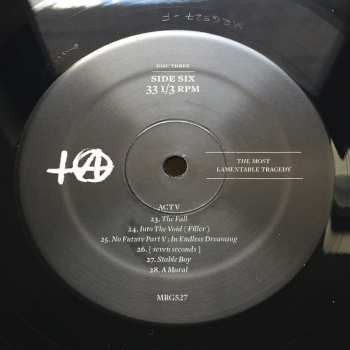 MRG527 - F
DISC THREE
SIDE SIX
33 1/3 RPM
THE MOST
LAMENTABLE TRAGEDY
ACT V
23. The Fall
24. Into The Void ( Filler )
25. No Future Part V : In Endless Dreaming
26. [ seven seconds ]
27. Stable Boy
28. A Moral
MRG527